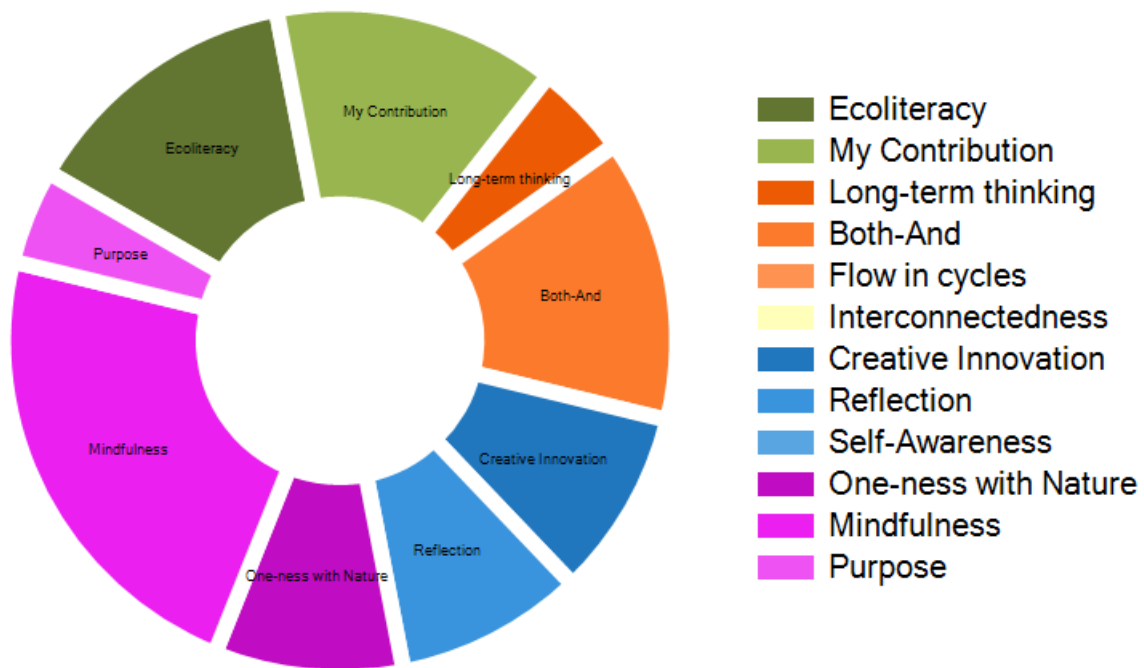 My Contribution
Ecoliteracy
Long-term thinking
Purpose
Both-And
Mindfulness
Creative Innovation
Reflection
One-ness with Nature
Ecoliteracy
My Contribution
Long-term thinking
Both-And
Flow in cycles
Interconnectedness
Creative Innovation
Reflection
Self-Awareness
One-ness with Nature
Mindfulness
Purpose